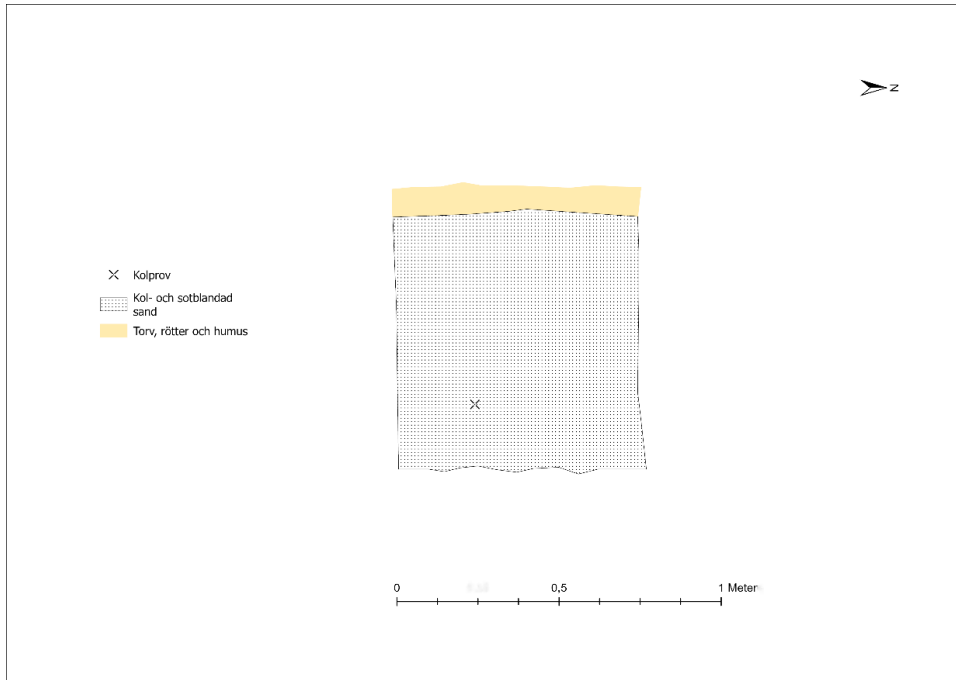 N
Kolprov
Kol- och sotblandad
sand
Torv, rötter och humus
0 0,5 1 Meter